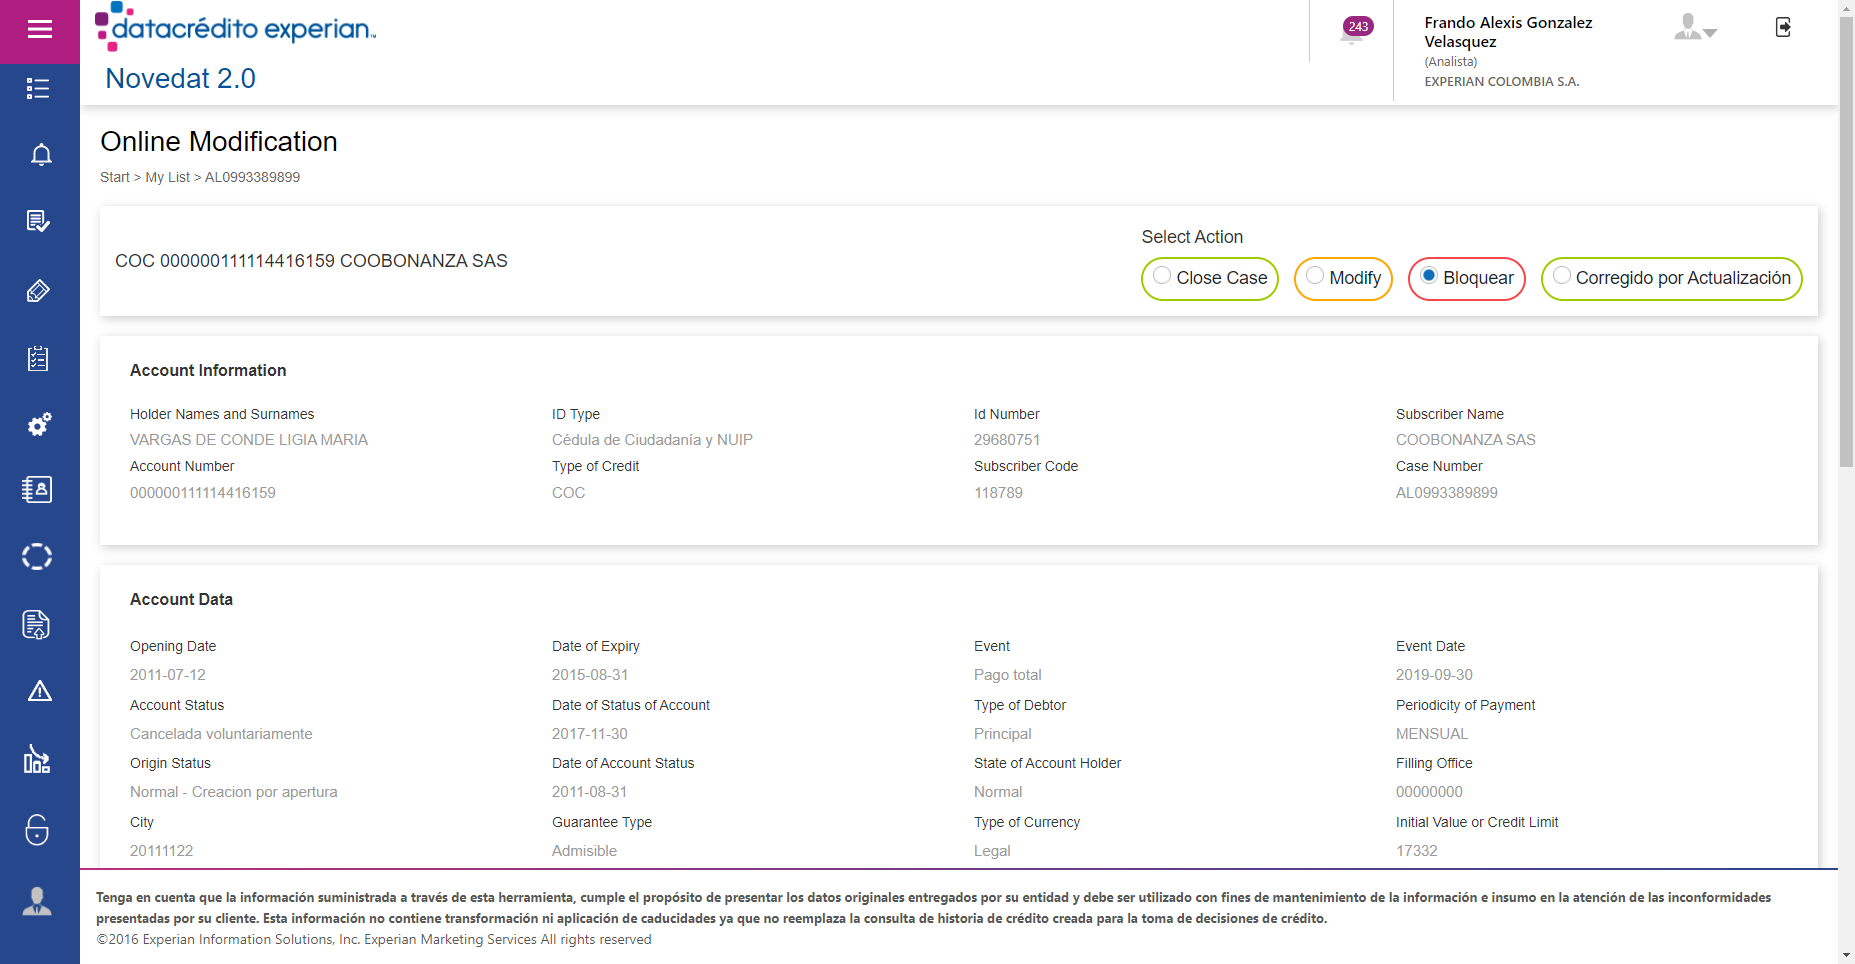 datacrédito experian™
Novedat 2.0
243
Frando Alexis Gonzalez
Velasquez
(Analista)
EXPERIAN COLOMBIA S.A.
Online Modification
Start > My List > AL0993389899
COC 000000111114416159 COOBONANZA SAS
Select Action
Close Case Modify Bloquear Corregido por Actualización
Account Information
Holder Names and Surnames ID Type Id Number Subscriber Name
VARGAS DE CONDE LIGIA MARIA Cédula de Ciudadanía y NUIP 29680751 COOBONANZA SAS
Account Number Type of Credit Subscriber Code Case Number
000000111114416159 COC 118789 AL0993389899
Account Data
Opening Date Date of Expiry Event Event Date
2011-07-12 2015-08-31 Pago total 2019-09-30
Account Status Date of Status of Account Type of Debtor Periodicity of Payment
Cancelada voluntariamente 2017-11-30 Principal MENSUAL
Origin Status Date of Account Status State of Account Holder Filling Office
Normal - Creacion por apertura 2011-08-31 Normal 00000000
City Guarantee Type Type of Currency Initial Value or Credit Limit
20111122 Admisible Legal 17332
Tenga en cuenta que la información suministrada a través de esta herramienta, cumple el propósito de presentar los datos originales entregados por su entidad y debe ser utilizado con fines de mantenimiento de la información e insumo en la atención de las inconformidades
presentadas por su cliente. Esta información no contiene transformación ni aplicación de caducidades ya que no reemplaza la consulta de historia de crédito creada para la toma de decisiones de crédito.
©2016 Experian Information Solutions, Inc. Experian Marketing Services All rights reserved